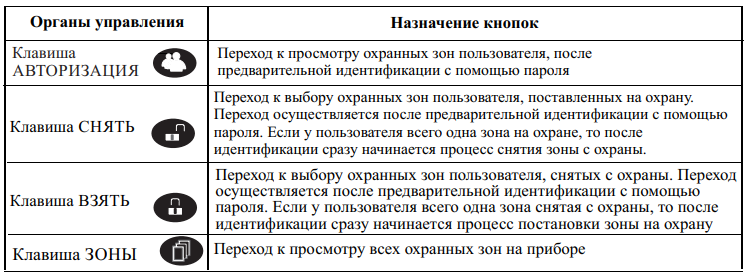 Органы управления
Назначение кнопок
Клавиша
АВТОРИЗАЦИЯ
Переход к просмотру охранных зон пользователя, после
предварительной идентификации с помощью пароля
Клавиша СНЯТЬ
Переход к выбору охранных зон пользователя, поставленных на охрану.
Переход осуществляется после предварительной идентификации с помощью
пароля. Если у пользователя всего одна зона на охране, то после
идентификации сразу начинается процесс снятия зоны с охраны.
Клавиша ВЗЯТЬ
Переход к выбору охранных зон пользователя, снятых с охраны. Переход
осуществляется после предварительной идентификации с помощью
пароля. Если у пользователя всего одна зона снятая с охраны, то после
идентификации сразу начинается процесс постановки зоны на охрану
Клавиша ЗОНЫ
Переход к просмотру всех охранных зон на приборе